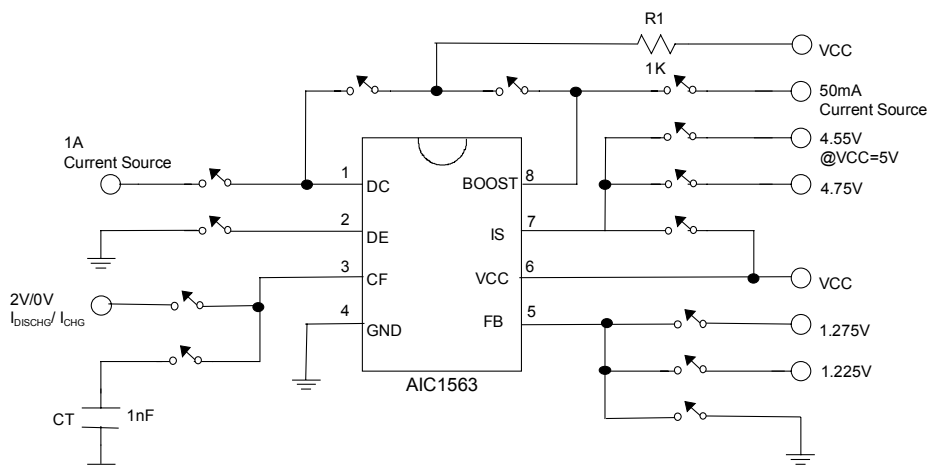 R1
1K
VCC
50mA
Current Source
1A
Current Source
4.55V
@VCC=5V
4.75V
1 DC
BOOST 8
2 DE
IS 7
3 CF
VCC 6
VCC
2V/0V
IDISCHG/ ICHG
4 GND
FB 5
1.275V
1.225V
AIC1563
CT 1nF